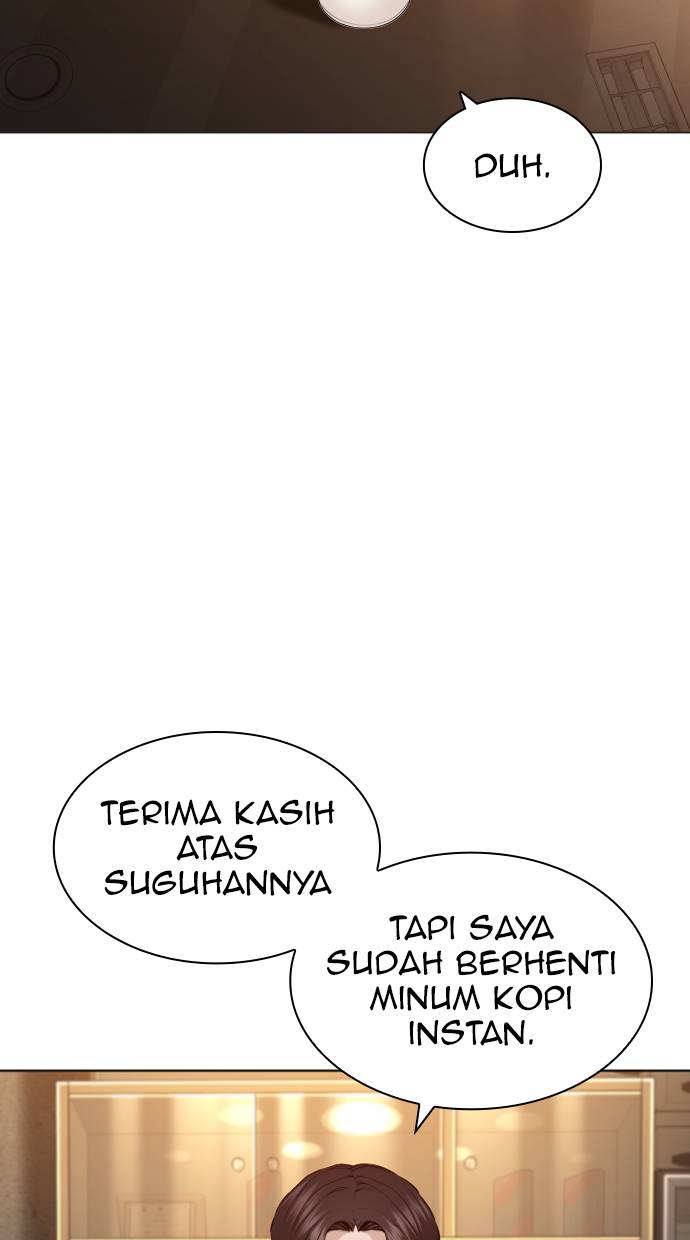 DUH.
TERIMA KASIH
ATAS
SUGUHANNYA
TAPI SAYA
SUDAH BERHENTI
MINUM KOPI
INSTAN.